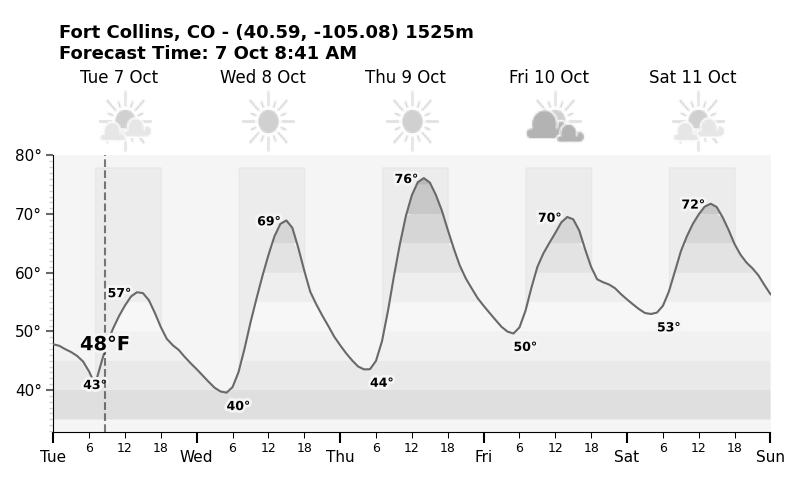 Fort Collins, CO - (40.59, -105.08) 1525m
Forecast Time: 7 Oct 8:41 AM
Tue 7 Oct Wed 8 Oct Thu 9 Oct Fri 10 Oct Sat 11 Oct
80°
76°
72°
70°
70°
69°
60°
57°
53°
50°
50°
48°F
44°
43°
40°
40°
6 12 18 6 12 18 6 12 18 6 12 18 6 12 18
Tue Wed Thu Fri Sat Sun